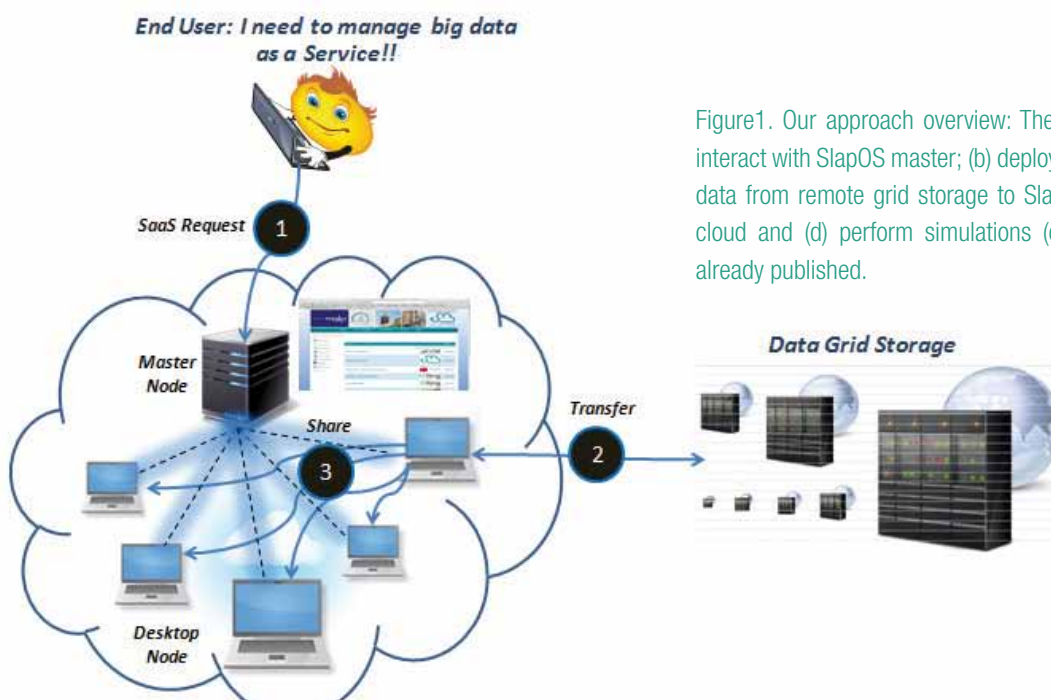 End User: I need to manage big data
as a Service!!
Figure1. Our approach overview: The
interact with SlapOS master; (b) deploy
data from remote grid storage to Sla
cloud and (d) perform simulations (
already published.
SaaS Request
1
Master
Node
Share
3
Transfer
2
Data Grid Storage
Desktop
Node